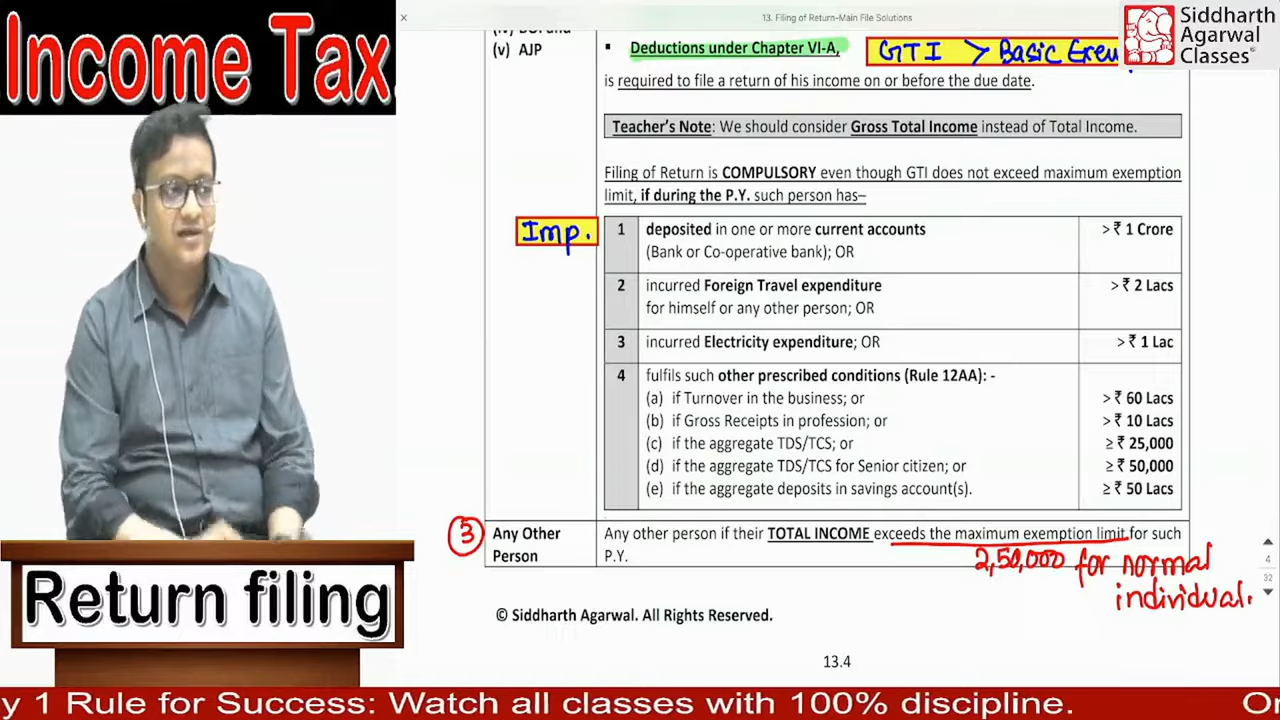 Income Tax
13. Filing of Return-Main File Solutions
Siddharth
Agarwal
Classes
(v) AJP
▪ Deductions under Chapter VI-A,
GTI > Basic
is required to file a return of his income on or before the due date.
Teacher's Note: We should consider Gross Total Income instead of Total Income.
Filing of Return is COMPULSORY even though GTI does not exceed maximum exemption
limit, if during the P.Y. such person has–
Imp.
1 deposited in one or more current accounts > ₹ 1 Crore
(Bank or Co-operative bank); OR
2 incurred Foreign Travel expenditure > ₹ 2 Lacs
for himself or any other person; OR
3 incurred Electricity expenditure; OR > ₹ 1 Lac
4 fulfils such other prescribed conditions (Rule 12AA): -
(a) if Turnover in the business; or > ₹ 60 Lacs
(b) if Gross Receipts in profession; or > ₹ 10 Lacs
(c) if the aggregate TDS/TCS; or ≥ ₹ 25,000
(d) if the aggregate TDS/TCS for Senior citizen; or ≥ ₹ 50,000
(e) if the aggregate deposits in savings account(s). ≥ ₹ 50 Lacs
3 Any Other Person
Any other person if their TOTAL INCOME exceeds the maximum exemption limit for such
P.Y.
2,50,000 for normal
individual.
© Siddharth Agarwal. All Rights Reserved.
13.4
4
32
Return filing
y 1 Rule for Success: Watch all classes with 100% discipline.